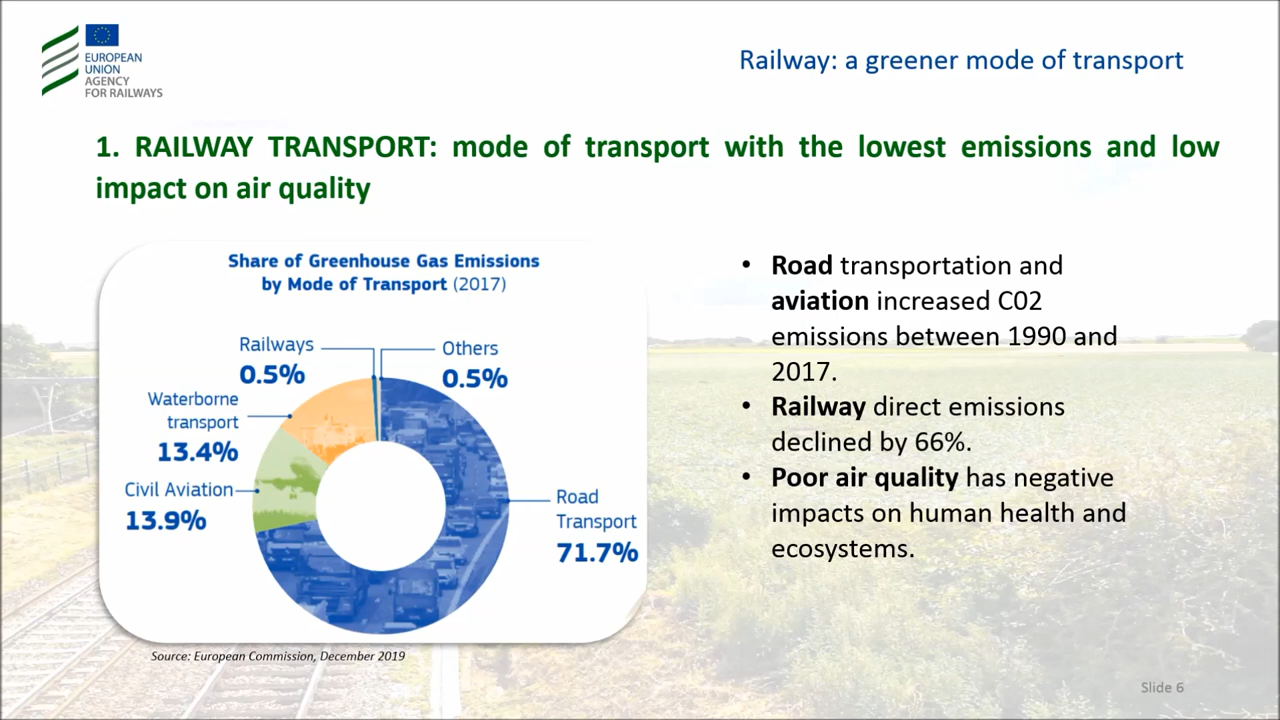 EUROPEAN
UNION
AGENCY
FOR RAILWAYS
Railway: a greener mode of transport
1. RAILWAY TRANSPORT: mode of transport with the lowest emissions and low
impact on air quality
Share of Greenhouse Gas Emissions
by Mode of Transport (2017)
Railways
0.5%
Others
0.5%
Waterborne
transport
13.4%
Civil Aviation
13.9%
Road
Transport
71.7%
Source: European Commission, December 2019
• Road transportation and
aviation increased C02
emissions between 1990 and
2017.
• Railway direct emissions
declined by 66%.
• Poor air quality has negative
impacts on human health and
ecosystems.
Slide 6